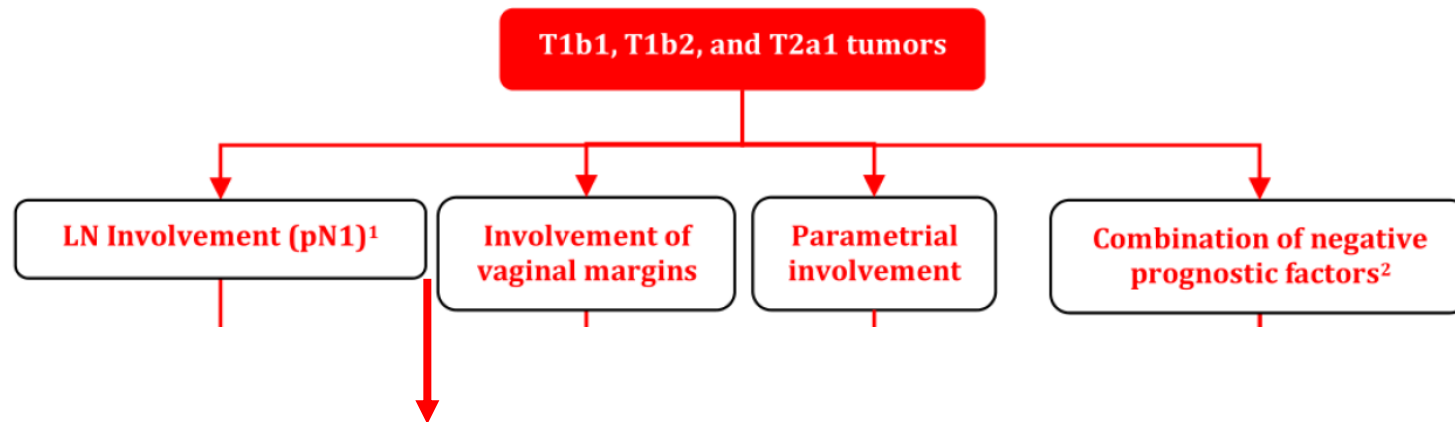 T1b1, T1b2, and T2a1 tumors
LN Involvement (pN1)¹
Involvement of
vaginal margins
Parametrial
involvement
Combination of negative
prognostic factors²